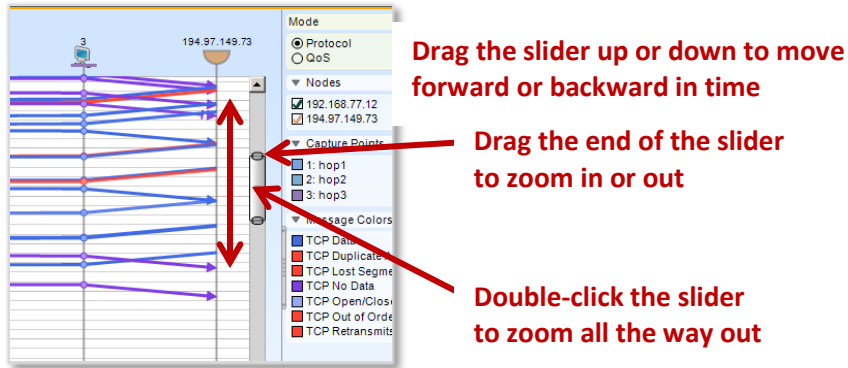 3
194.97.149.73
Mode
Protocol
QoS
Nodes
192.168.77.12
194.97.149.73
Capture Points
1: hop1
2: hop2
3: hop3
Message Colors
TCP Data
TCP Duplicate
TCP Lost Segme
TCP No Data
TCP Open/Close
TCP Out of Orde
TCP Retransmits
Drag the slider up or down to move
forward or backward in time
Drag the end of the slider
to zoom in or out
Double-click the slider
to zoom all the way out